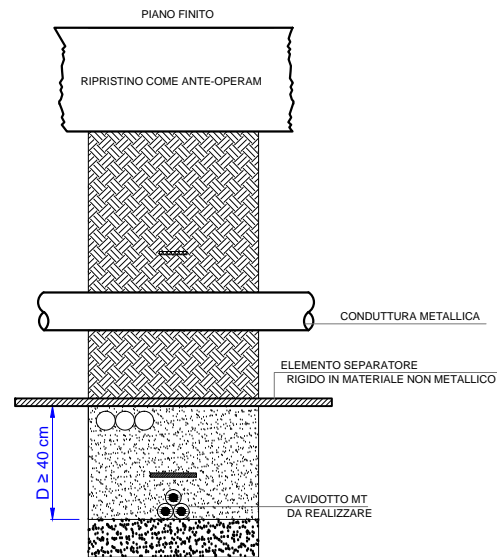 PIANO FINITO
RIPRISTINO COME ANTE-OPERAM
CONDUTTURA METALLICA
ELEMENTO SEPARATORE
RIGIDO IN MATERIALE NON METALLICO
D ≥ 40 cm
CAVIDOTTO MT
DA REALIZZARE